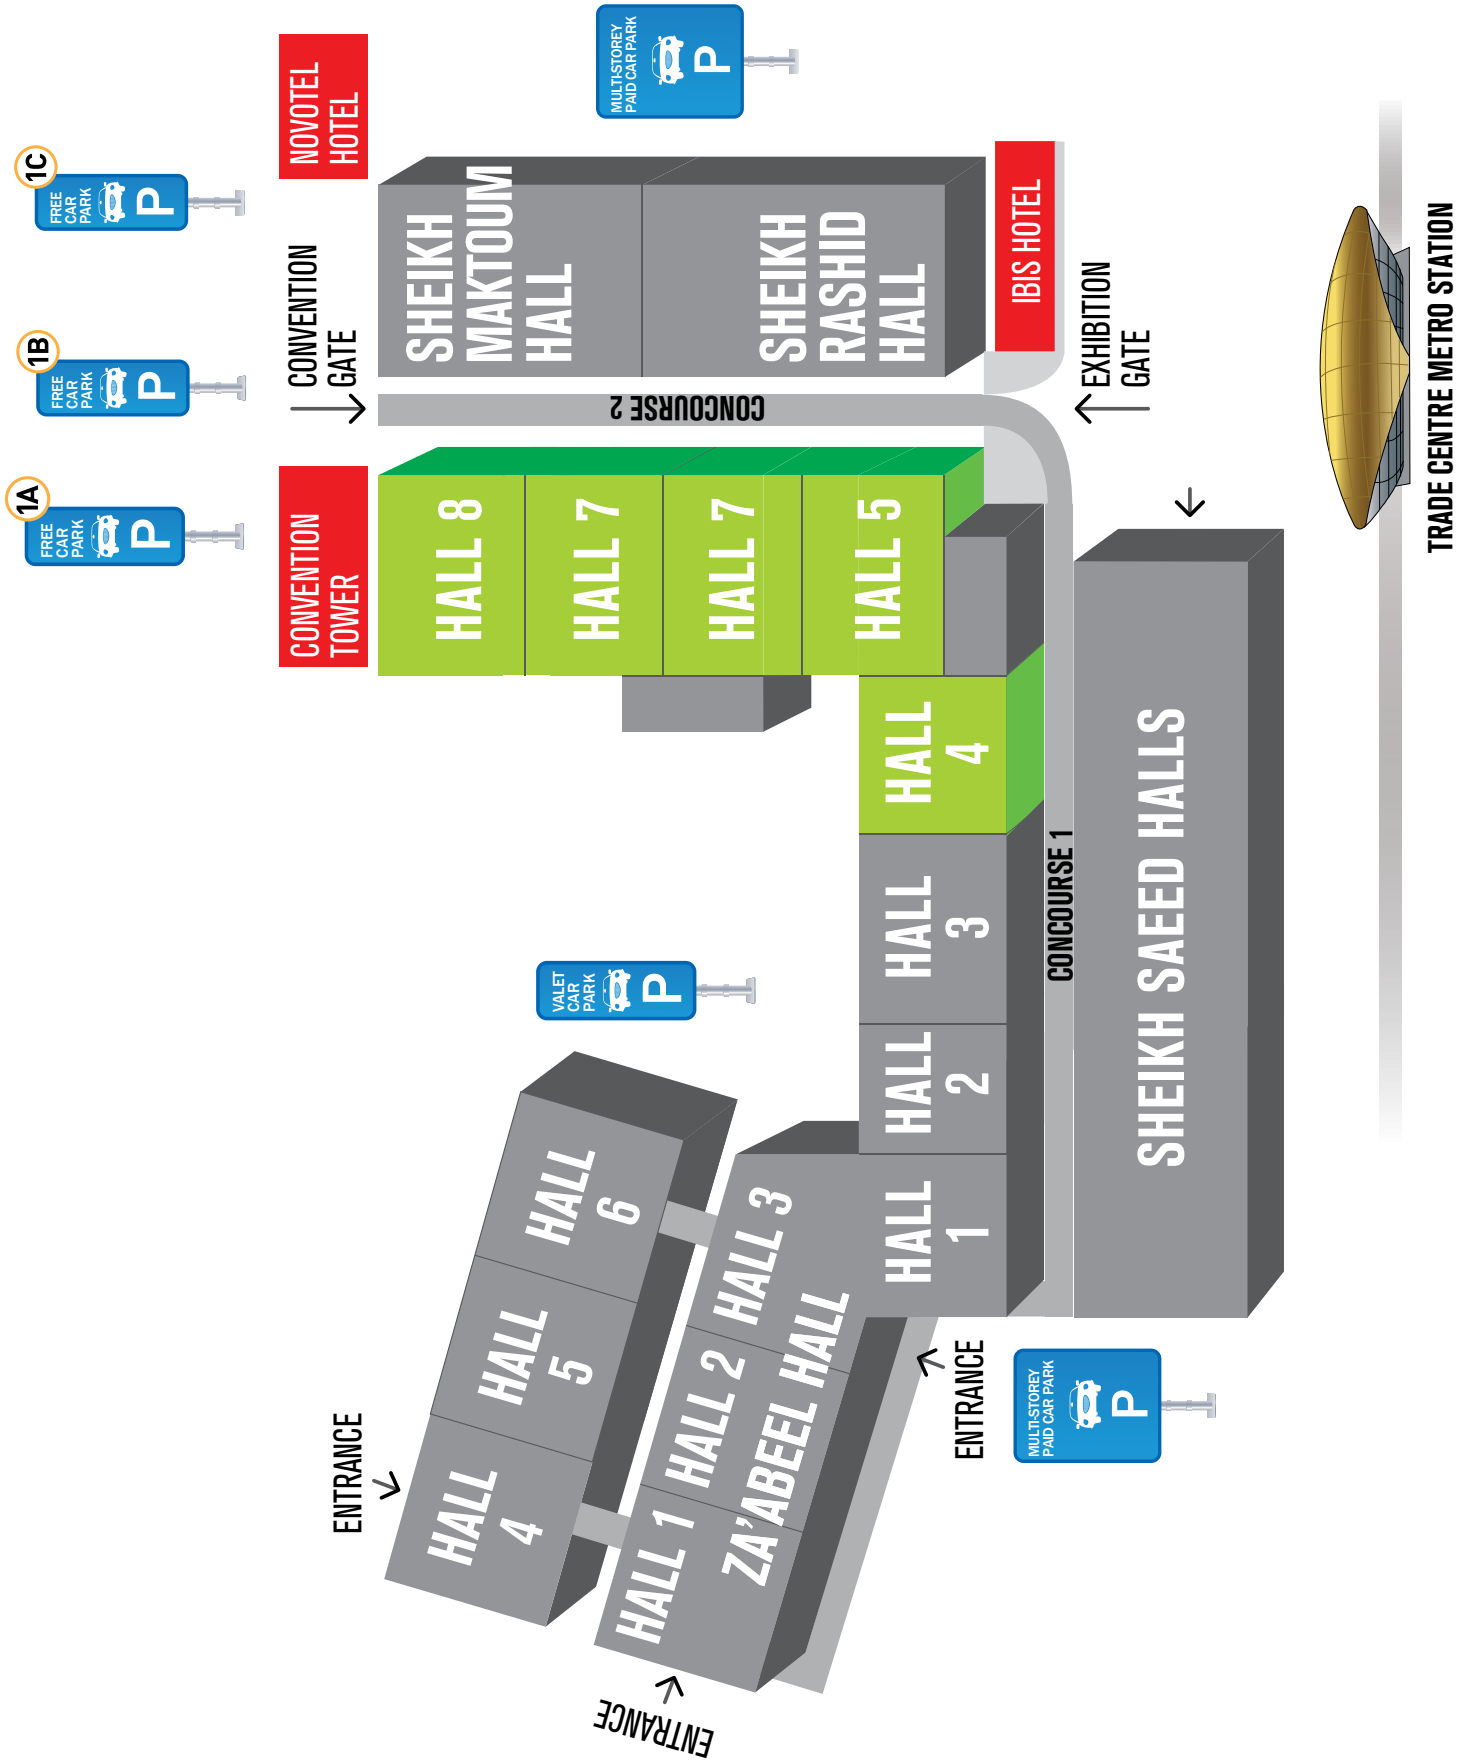 1A
FREE
CAR
PARK
P
1B
FREE
CAR
PARK
P
1C
FREE
CAR
PARK
P
CONVENTION
TOWER
CONVENTION
GATE
NOVOTEL
HOTEL
MULTI-STOREY
PAID CAR PARK
P
SHEIKH
MAKTOUM
HALL
SHEIKH
RASHID
HALL
CONCOURSE 2
HALL 8
HALL 7
HALL 7
HALL 5
IBIS HOTEL
EXHIBITION
GATE
HALL
4
HALL
3
HALL
2
HALL
1
CONCOURSE 1
SHEIKH SAEED HALLS
VALET
CAR
PARK
P
ENTRANCE
HALL
4
HALL
5
HALL
6
HALL 1
HALL 2
HALL 3
ZA'ABEEL HALL
ENTRANCE
ENTRANCE
MULTI-STOREY
PAID CAR PARK
P
TRADE CENTRE METRO STATION